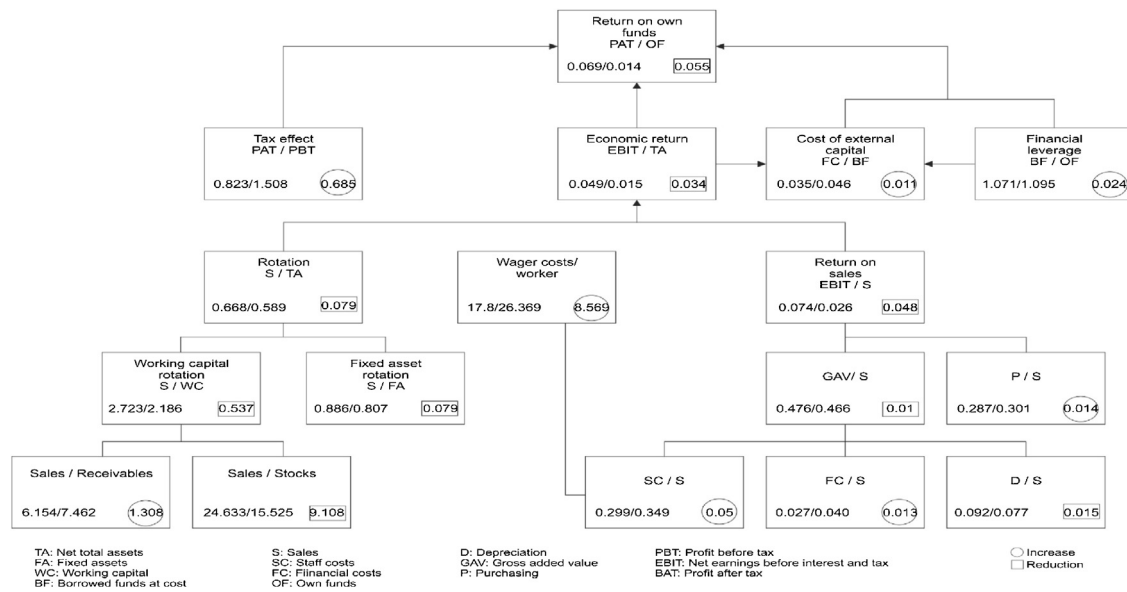 Return on own
funds
PAT / OF
0.069/0.014 0.055
Tax effect
PAT / PBT
0.823/1.508 0.685
Economic return
EBIT / TA
0.049/0.015 0.034
Cost of external
capital
FC / BF
0.035/0.046 0.011
Financial
leverage
BF / OF
1.071/1.095 0.024
Rotation
S / TA
0.668/0.589 0.079
Wager costs/
worker
17.8/26.369 8.569
Return on
sales
EBIT / S
0.074/0.026 0.048
Working capital
rotation
S / WC
2.723/2.186 0.537
Fixed asset
rotation
S / FA
0.886/0.807 0.079
GAV/ S
0.476/0.466 0.01
P / S
0.287/0.301 0.014
Sales / Receivables
6.154/7.462 1.308
Sales / Stocks
24.633/15.525 9.108
SC / S
0.299/0.349 0.05
FC / S
0.027/0.040 0.013
D / S
0.092/0.077 0.015
TA: Net total assets
FA: Fixed assets
WC: Working capital
BF: Borrowed funds at cost
S: Sales
SC: Staff costs
FC: Fiinancial costs
OF: Own funds
D: Depreciation
GAV: Gross added value
P: Purchasing
PBT: Profit before tax
EBIT: Net earnings before interest and tax
BAT: Profit after tax
Increase
Reduction